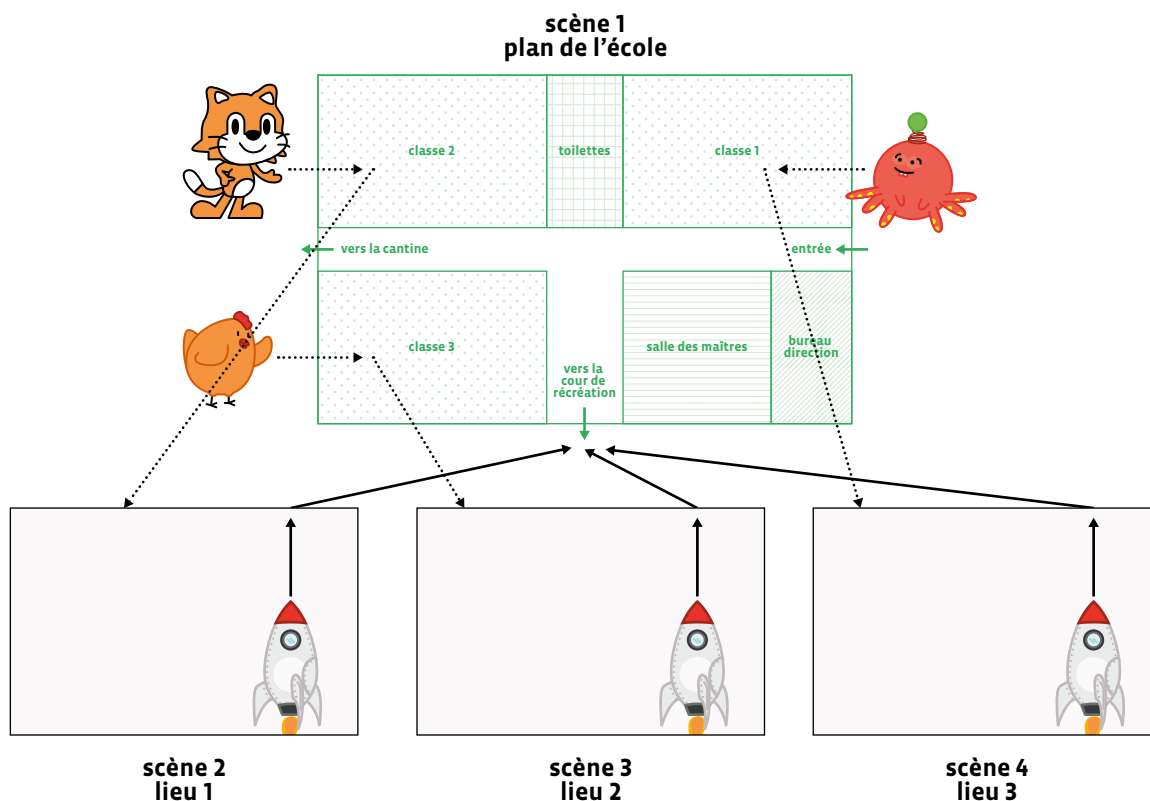 scène 1
plan de l’école
classe 2
toilettes
classe 1
vers la cantine
entrée
classe 3
salle des maîtres
bureau
direction
vers la
cour de
récréation
scène 2
lieu 1
scène 3
lieu 2
scène 4
lieu 3